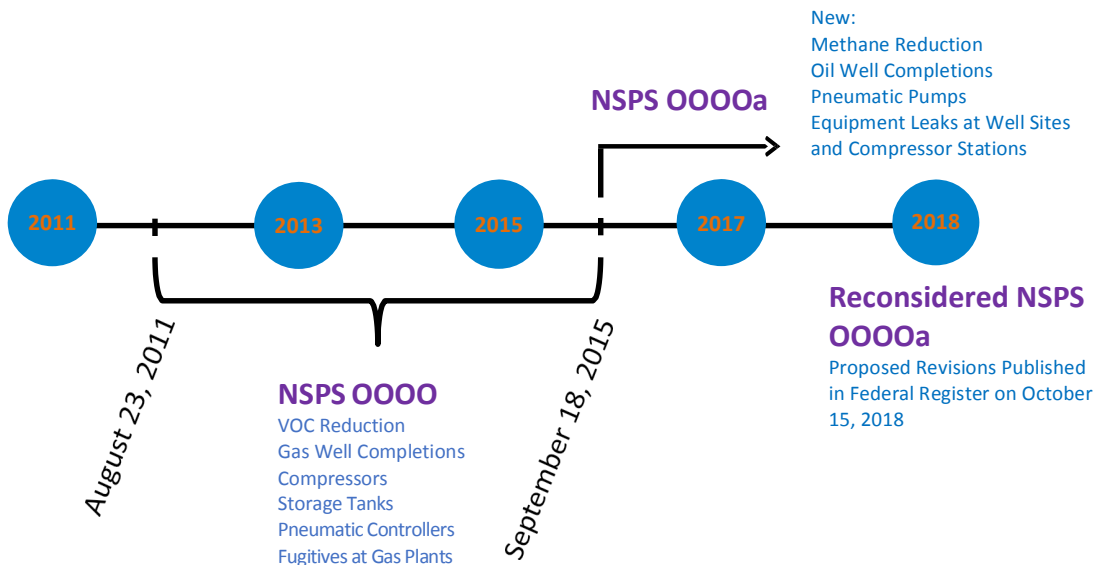 New:
Methane Reduction
Oil Well Completions
Pneumatic Pumps
Equipment Leaks at Well Sites
and Compressor Stations
NSPS OOOOa
2011
2013
2015
2017
2018
August 23, 2011
September 18, 2015
NSPS OOOO
VOC Reduction
Gas Well Completions
Compressors
Storage Tanks
Pneumatic Controllers
Fugitives at Gas Plants
Reconsidered NSPS
OOOOa
Proposed Revisions Published
in Federal Register on October
15, 2018